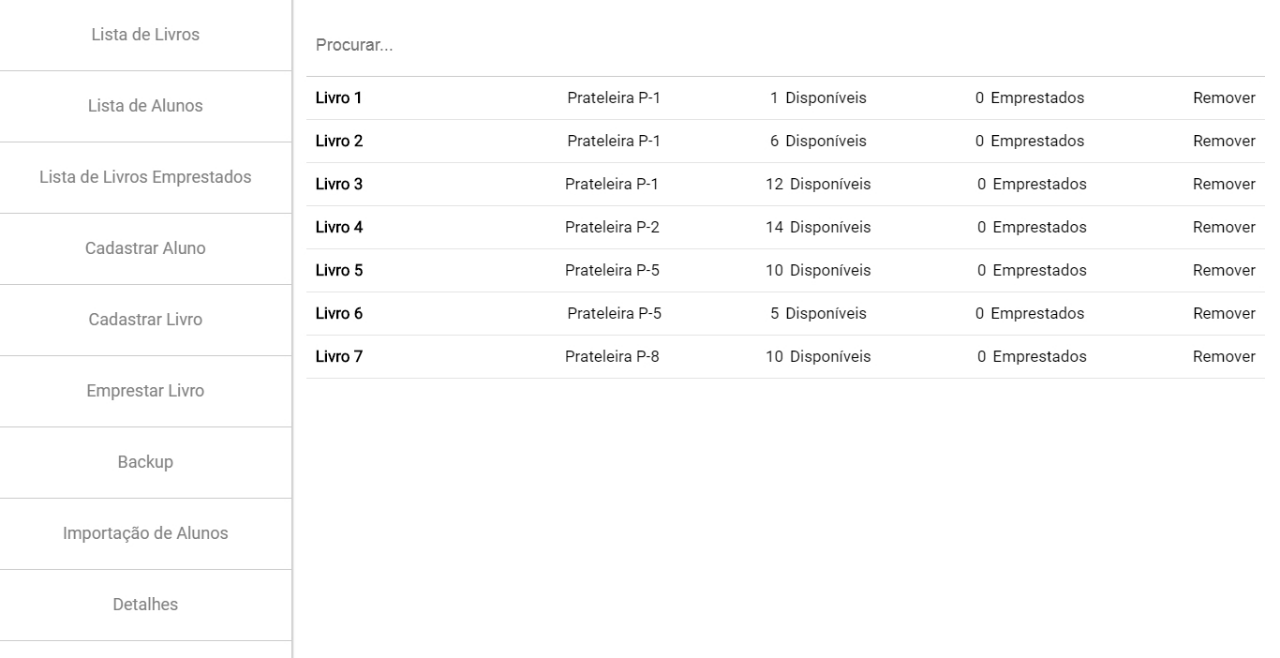 Lista de Livros
Lista de Alunos
Lista de Livros Emprestados
Cadastrar Aluno
Cadastrar Livro
Emprestar Livro
Backup
Importação de Alunos
Detalhes
Procurar...
Livro 1 Prateleira P-1 1 Disponíveis 0 Emprestados Remover
Livro 2 Prateleira P-1 6 Disponíveis 0 Emprestados Remover
Livro 3 Prateleira P-1 12 Disponíveis 0 Emprestados Remover
Livro 4 Prateleira P-2 14 Disponíveis 0 Emprestados Remover
Livro 5 Prateleira P-5 10 Disponíveis 0 Emprestados Remover
Livro 6 Prateleira P-5 5 Disponíveis 0 Emprestados Remover
Livro 7 Prateleira P-8 10 Disponíveis 0 Emprestados Remover